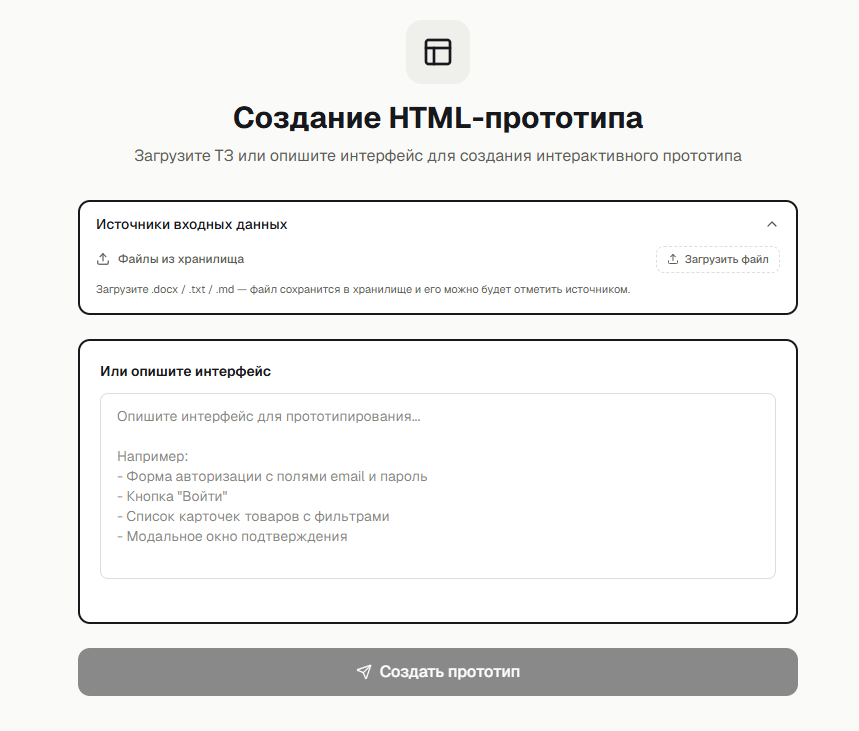 Создание HTML-прототипа
Загрузите ТЗ или опишите интерфейс для создания интерактивного прототипа
Источники входных данных
Файлы из хранилища
Загрузить файл
Загрузите .docx / .txt / .md — файл сохранится в хранилище и его можно будет отметить источником.
Или опишите интерфейс
Опишите интерфейс для прототипирования...
Например:
- Форма авторизации с полями email и пароль
- Кнопка "Войти"
- Список карточек товаров с фильтрами
- Модальное окно подтверждения
Создать прототип